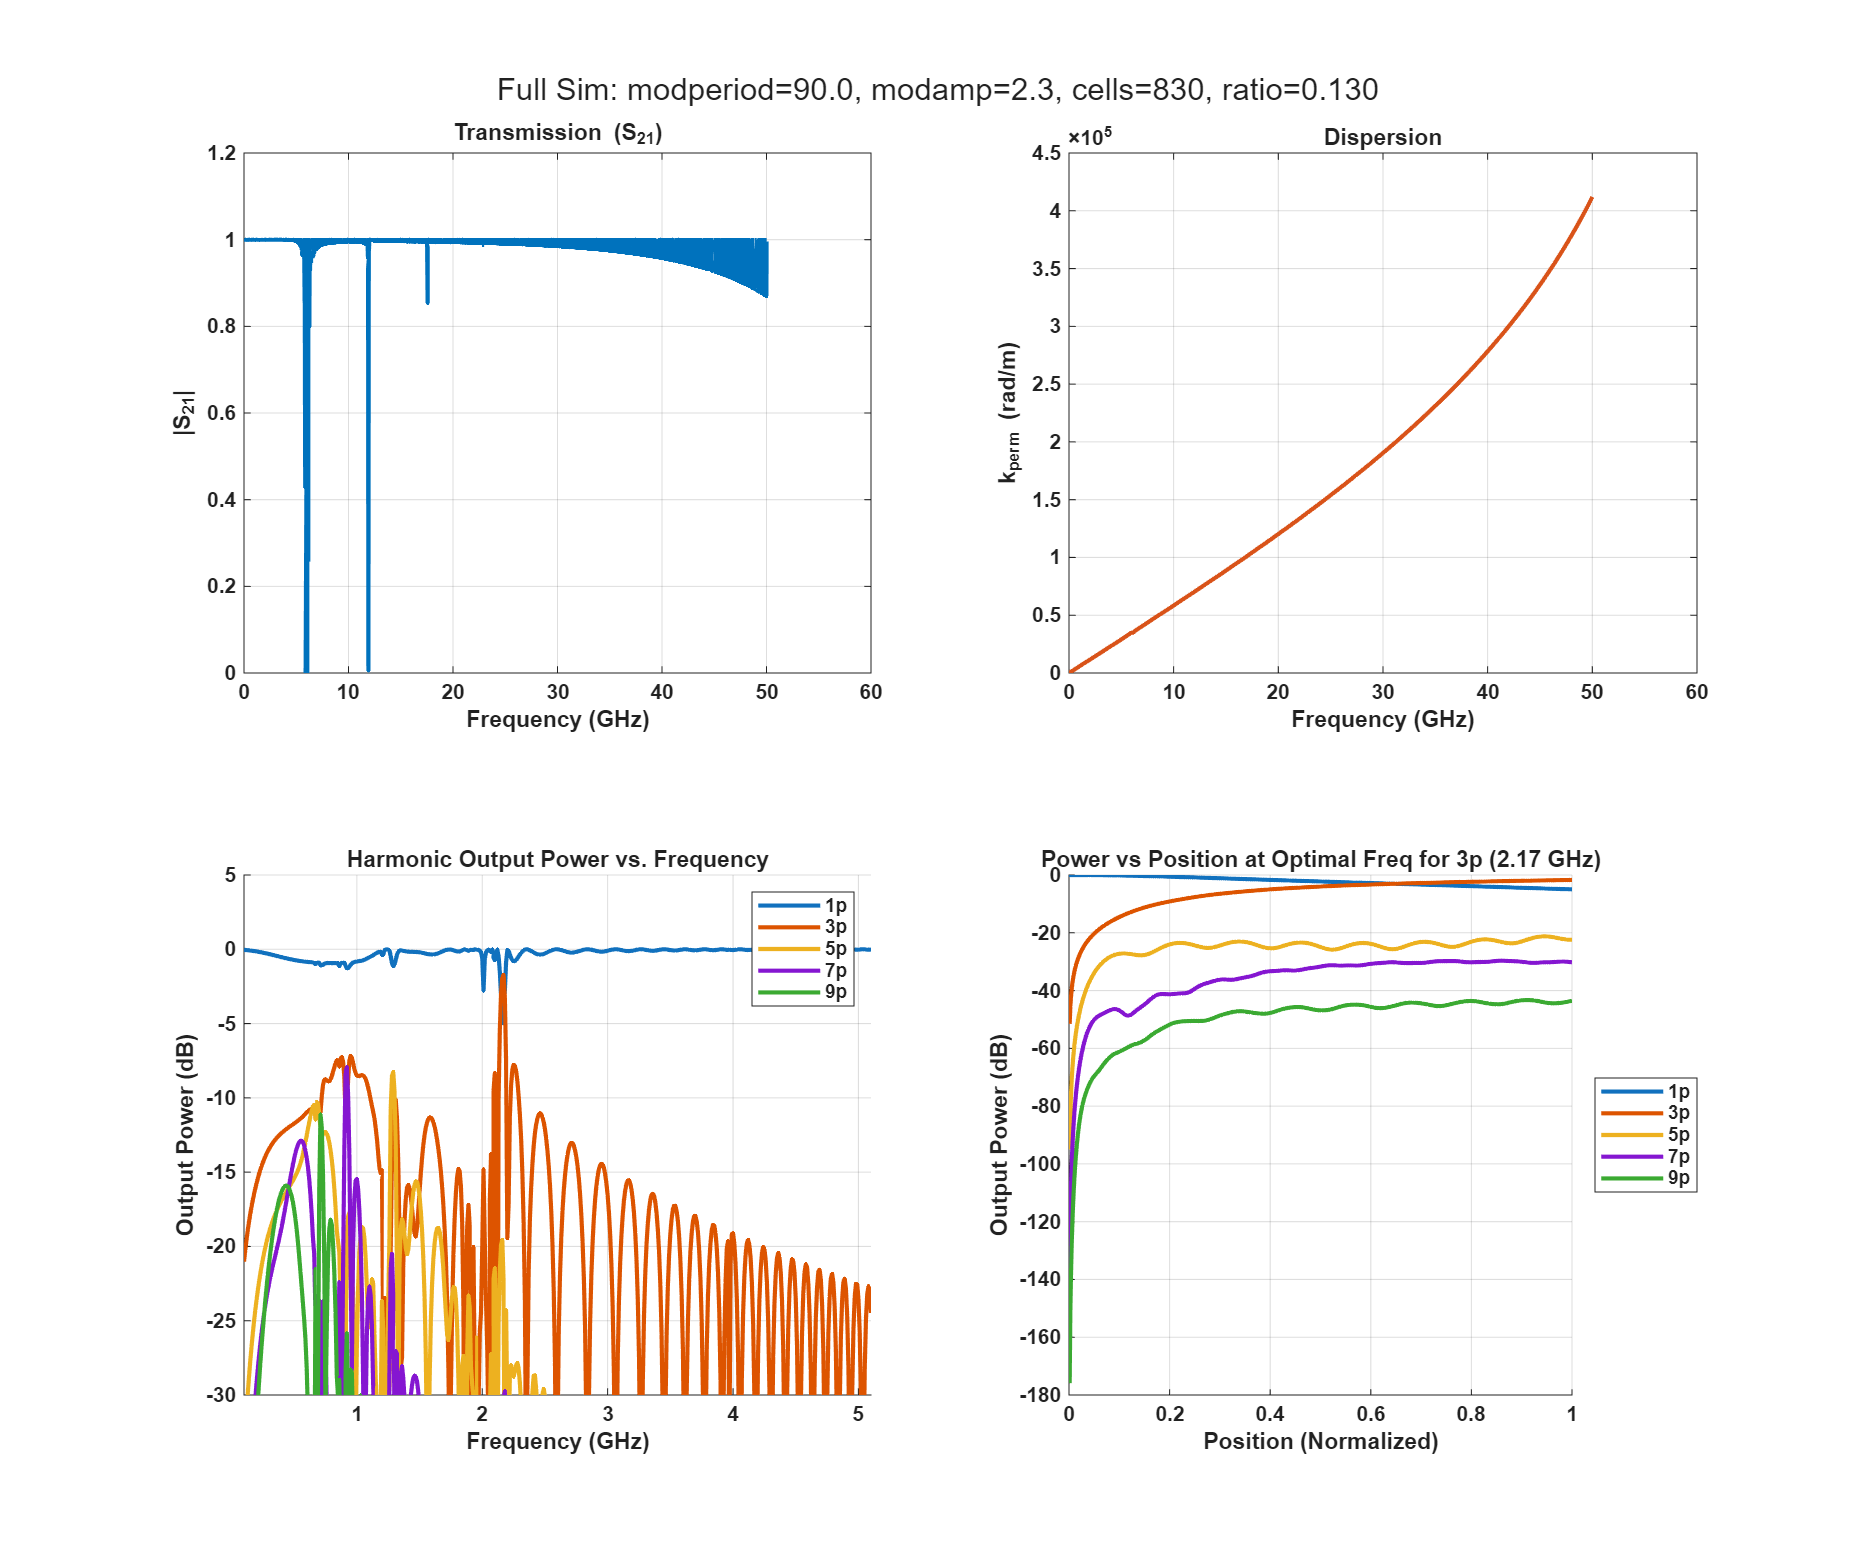 Full Sim: modperiod=90.0, modamp=2.3, cells=830, ratio=0.130
Transmission (S21)
1.2
1
0.8
0.6
0.4
0.2
0
|S21|
0 10 20 30 40 50 60
Frequency (GHz)
Dispersion
×10^5
4.5
4
3.5
3
2.5
2
1.5
1
0.5
0
kperm (rad/m)
0 10 20 30 40 50 60
Frequency (GHz)
Harmonic Output Power vs. Frequency
5
0
-5
-10
-15
-20
-25
-30
Output Power (dB)
1p
3p
5p
7p
9p
1 2 3 4 5
Frequency (GHz)
Power vs Position at Optimal Freq for 3p (2.17 GHz)
0
-20
-40
-60
-80
-100
-120
-140
-160
-180
Output Power (dB)
0 0.2 0.4 0.6 0.8 1
Position (Normalized)
1p
3p
5p
7p
9p